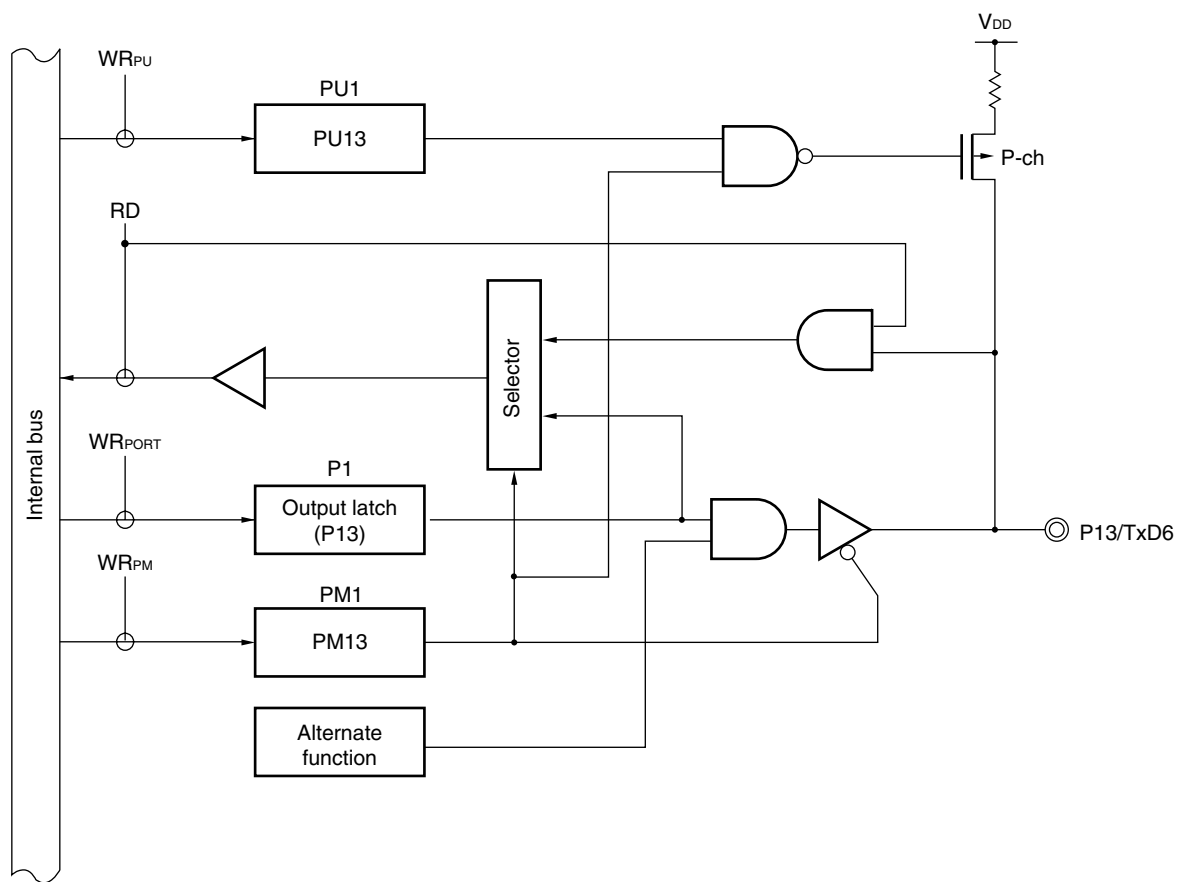 VDD
WRPU
PU1
PU13
P-ch
RD
Selector
Internal bus
WRPORT
P1
Output latch
(P13)
P13/TxD6
WRPM
PM1
PM13
Alternate
function